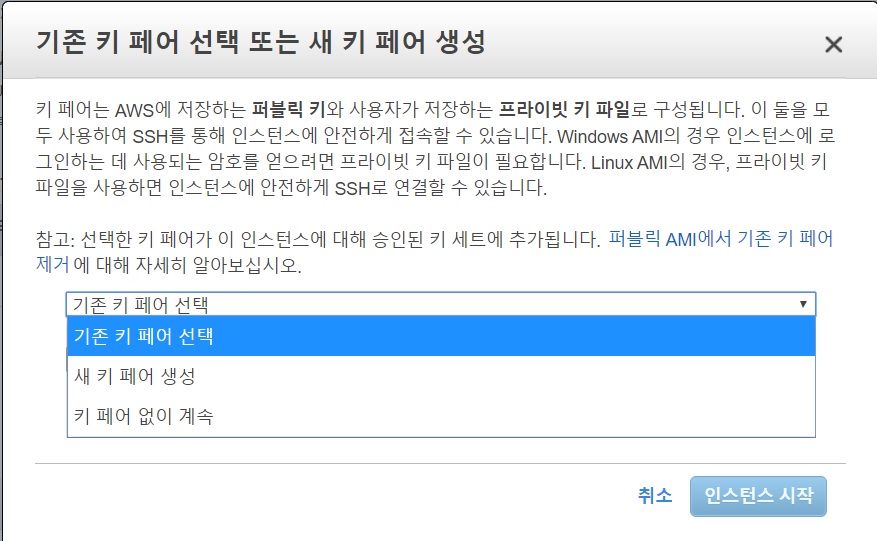 기존 키 페어 선택 또는 새 키 페어 생성
키 페어는 AWS에 저장하는 퍼블릭 키와 사용자가 저장하는 프라이빗 키 파일로 구성됩니다. 이 둘을 모
두 사용하여 SSH를 통해 인스턴스에 안전하게 접속할 수 있습니다. Windows AMI의 경우 인스턴스에 로
그인하는 데 사용되는 암호를 얻으려면 프라이빗 키 파일이 필요합니다. Linux AMI의 경우, 프라이빗 키
파일을 사용하면 인스턴스에 안전하게 SSH로 연결할 수 있습니다.
참고: 선택한 키 페어가 이 인스턴스에 대해 승인된 키 세트에 추가됩니다. 퍼블릭 AMI에서 기존 키 페어
제거에 대해 자세히 알아보십시오.
기존 키 페어 선택
기존 키 페어 선택
새 키 페어 생성
키 페어 없이 계속
취소 인스턴스 시작